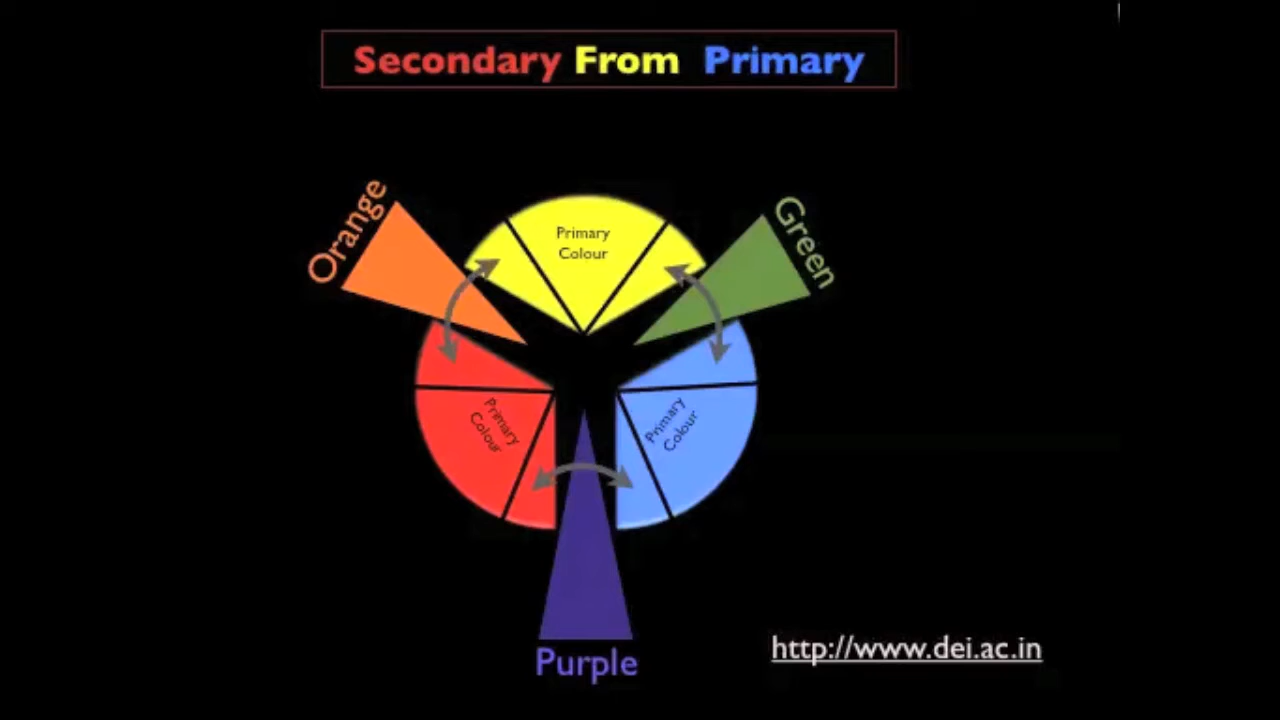 Secondary From Primary
Orange
Green
Primary
Colour
Primary
Colour
Primary
Colour
Purple
http://www.dei.ac.in